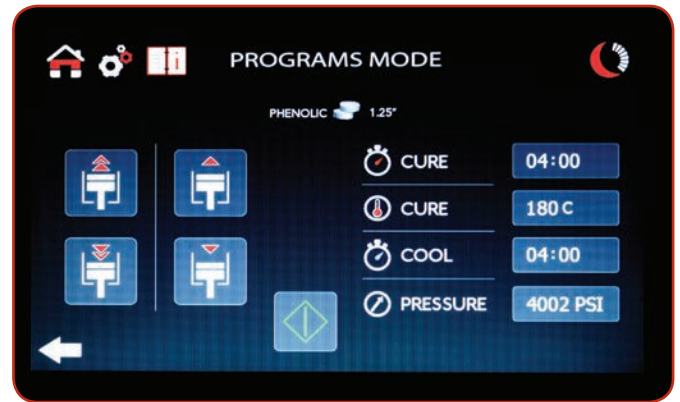 PROGRAMS MODE
PHENOLIC 1.25"
CURE 04:00
CURE 180 C
COOL 04:00
PRESSURE 4002 PSI